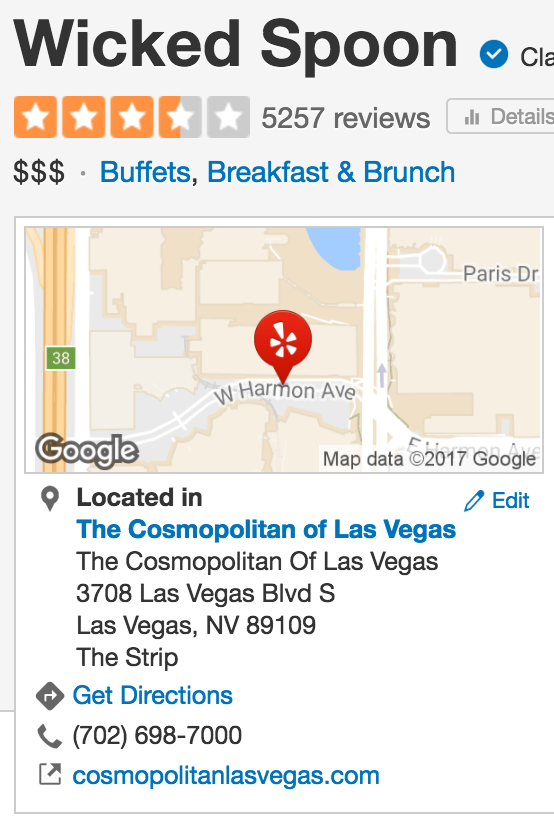 Wicked Spoon Cla
5257 reviews Details
$$$ · Buffets, Breakfast & Brunch
Paris Dr
38
W Harmon Ave
E Harmon Ave
Google
Map data ©2017 Google
Located in
Edit
The Cosmopolitan of Las Vegas
The Cosmopolitan Of Las Vegas
3708 Las Vegas Blvd S
Las Vegas, NV 89109
The Strip
Get Directions
(702) 698-7000
cosmopolitanlasvegas.com